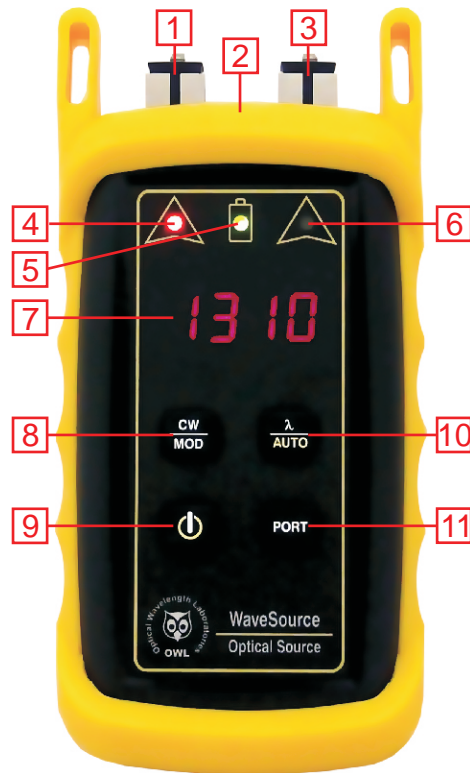 1
2
3
4
5
6
7
1310
8
CW
MOD
λ
AUTO
10
9
PORT
11
Optical Wavelength Laboratories
OWL
WaveSource
Optical Source